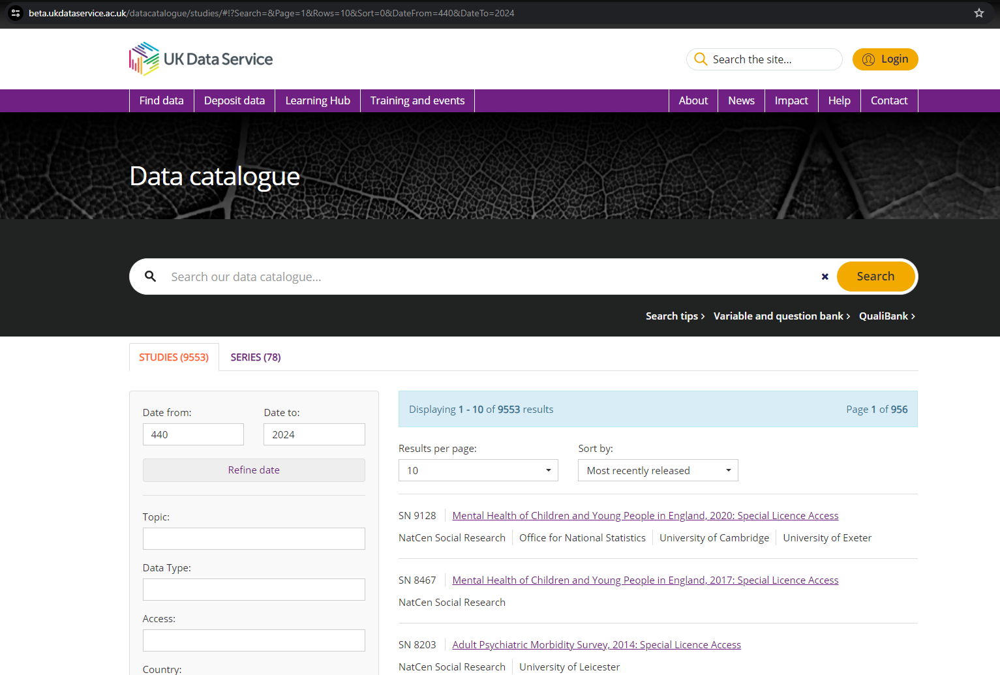 beta.ukdataservice.ac.uk/datacatalogue/studies/#!?Search=&Page=1&Rows=10&Sort=0&DateFrom=440&DateTo=2024
UK Data Service
Search the site...
Login
Find data
Deposit data
Learning Hub
Training and events
About
News
Impact
Help
Contact
Data catalogue
Search our data catalogue...
Search
Search tips
Variable and question bank
QualiBank
STUDIES (9553)
SERIES (78)
Date from:
Date to:
440
2024
Refine date
Topic:
Data Type:
Access:
Country:
Displaying 1 - 10 of 9553 results
Page 1 of 956
Results per page:
Sort by:
10
Most recently released
SN 9128 Mental Health of Children and Young People in England, 2020: Special Licence Access
NatCen Social Research Office for National Statistics University of Cambridge University of Exeter
SN 8467 Mental Health of Children and Young People in England, 2017: Special Licence Access
NatCen Social Research
SN 8203 Adult Psychiatric Morbidity Survey, 2014: Special Licence Access
NatCen Social Research University of Leicester